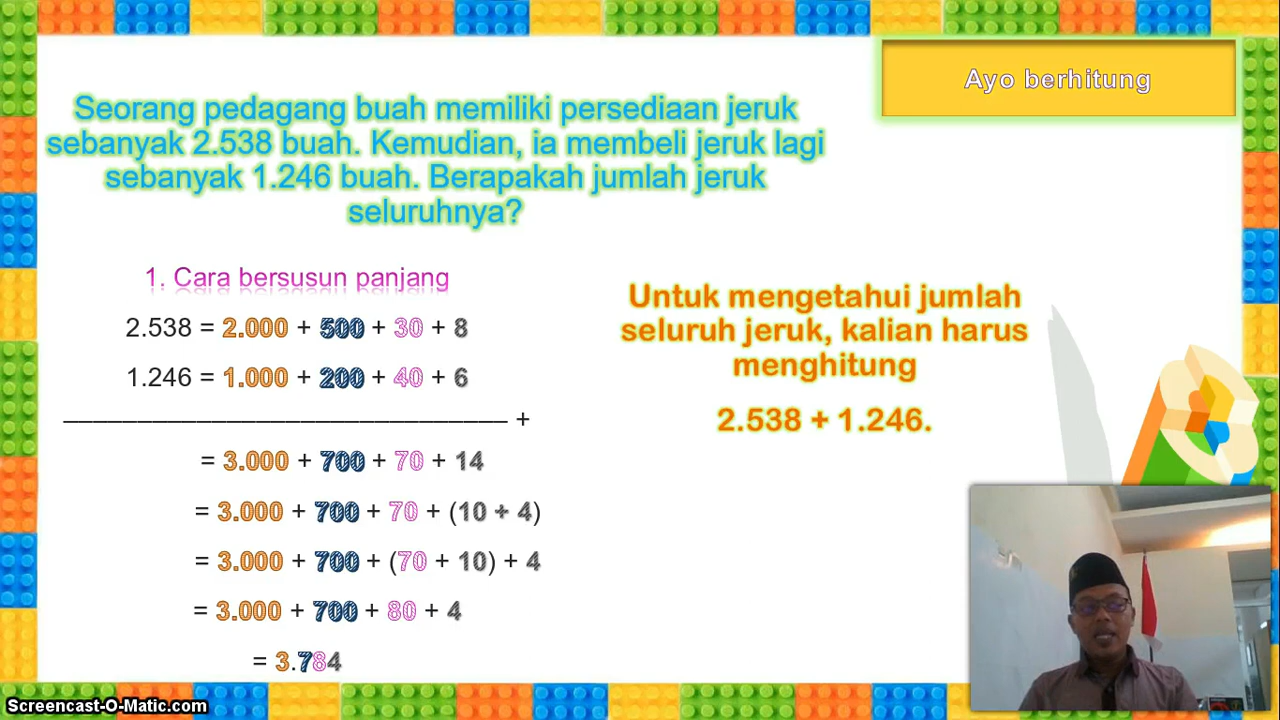 Ayo berhitung
Seorang pedagang buah memiliki persediaan jeruk
sebanyak 2.538 buah. Kemudian, ia membeli jeruk lagi
sebanyak 1.246 buah. Berapakah jumlah jeruk
seluruhnya?
1. Cara bersusun panjang
2.538 = 2.000 + 500 + 30 + 8
1.246 = 1.000 + 200 + 40 + 6
+
= 3.000 + 700 + 70 + 14
= 3.000 + 700 + 70 + (10 + 4)
= 3.000 + 700 + (70 + 10) + 4
= 3.000 + 700 + 80 + 4
= 3.784
Untuk mengetahui jumlah
seluruh jeruk, kalian harus
menghitung
2.538 + 1.246.
Screencast-O-Matic.com